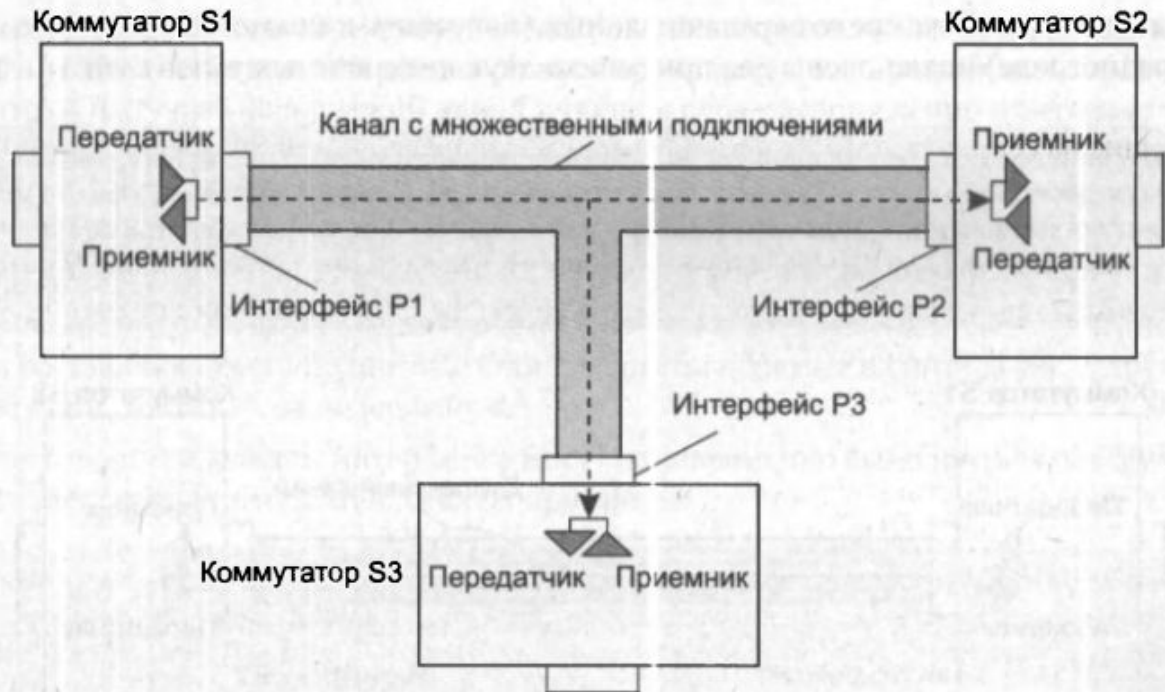 Коммутатор S1
Коммутатор S2
Передатчик
Канал с множественными подключениями
Приемник
Приемник
Передатчик
Интерфейс P1
Интерфейс P2
Интерфейс P3
Коммутатор S3
Передатчик
Приемник